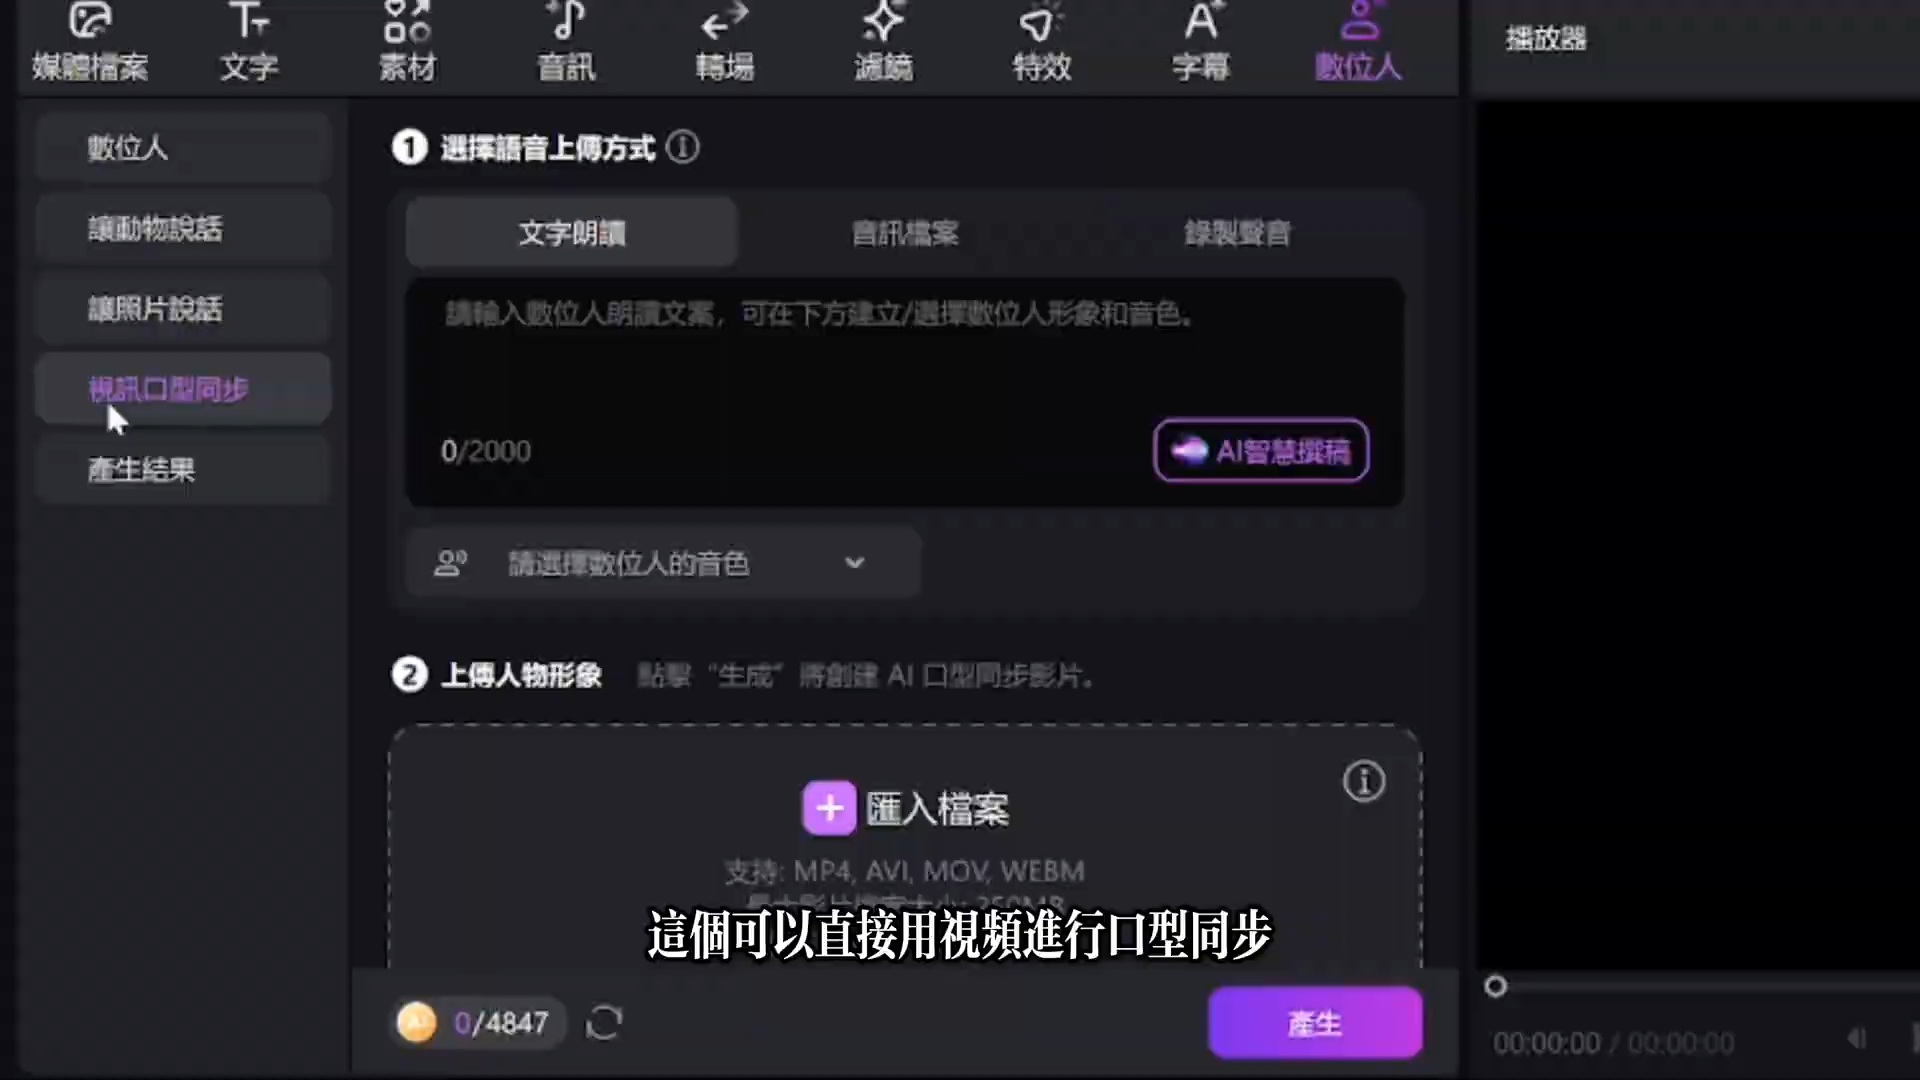 媒體檔案 文字 素材 音訊 轉場 濾鏡 特效 字幕 數位人 播放器
數位人
讓動物說話
讓照片說話
視訊口型同步
產生結果
1 選擇語音上傳方式
文字朗讀 音訊檔案 錄製聲音
請輸入數位人朗讀文案，可在下方建立/選擇數位人形象和音色。
0/2000 AI智慧撰稿
請選擇數位人的音色
2 上傳人物形象 點擊“生成”將創建 AI 口型同步影片。
匯入檔案
支持: MP4, AVI, MOV, WEBM
這個可以直接用視頻進行口型同步
0/4847 產生
00:00:00 / 00:00:00